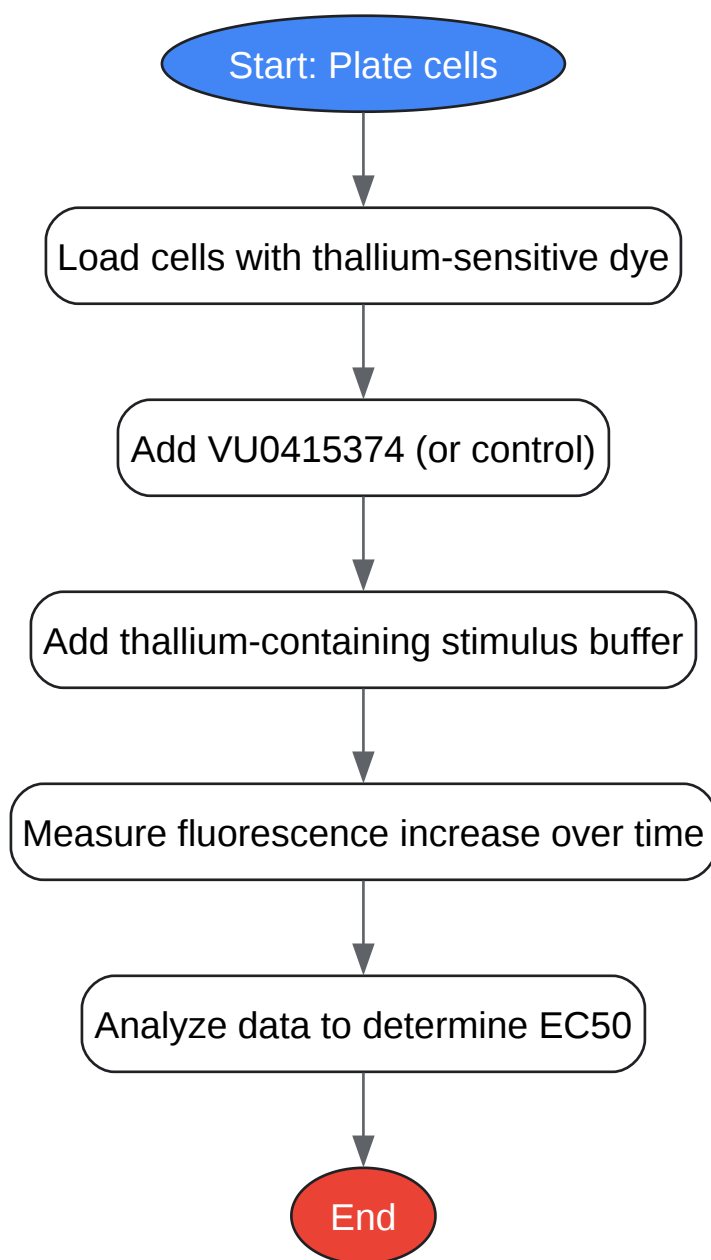 Start: Plate cells
Load cells with thallium-sensitive dye
Add VU0415374 (or control)
Add thallium-containing stimulus buffer
Measure fluorescence increase over time
Analyze data to determine EC50
End